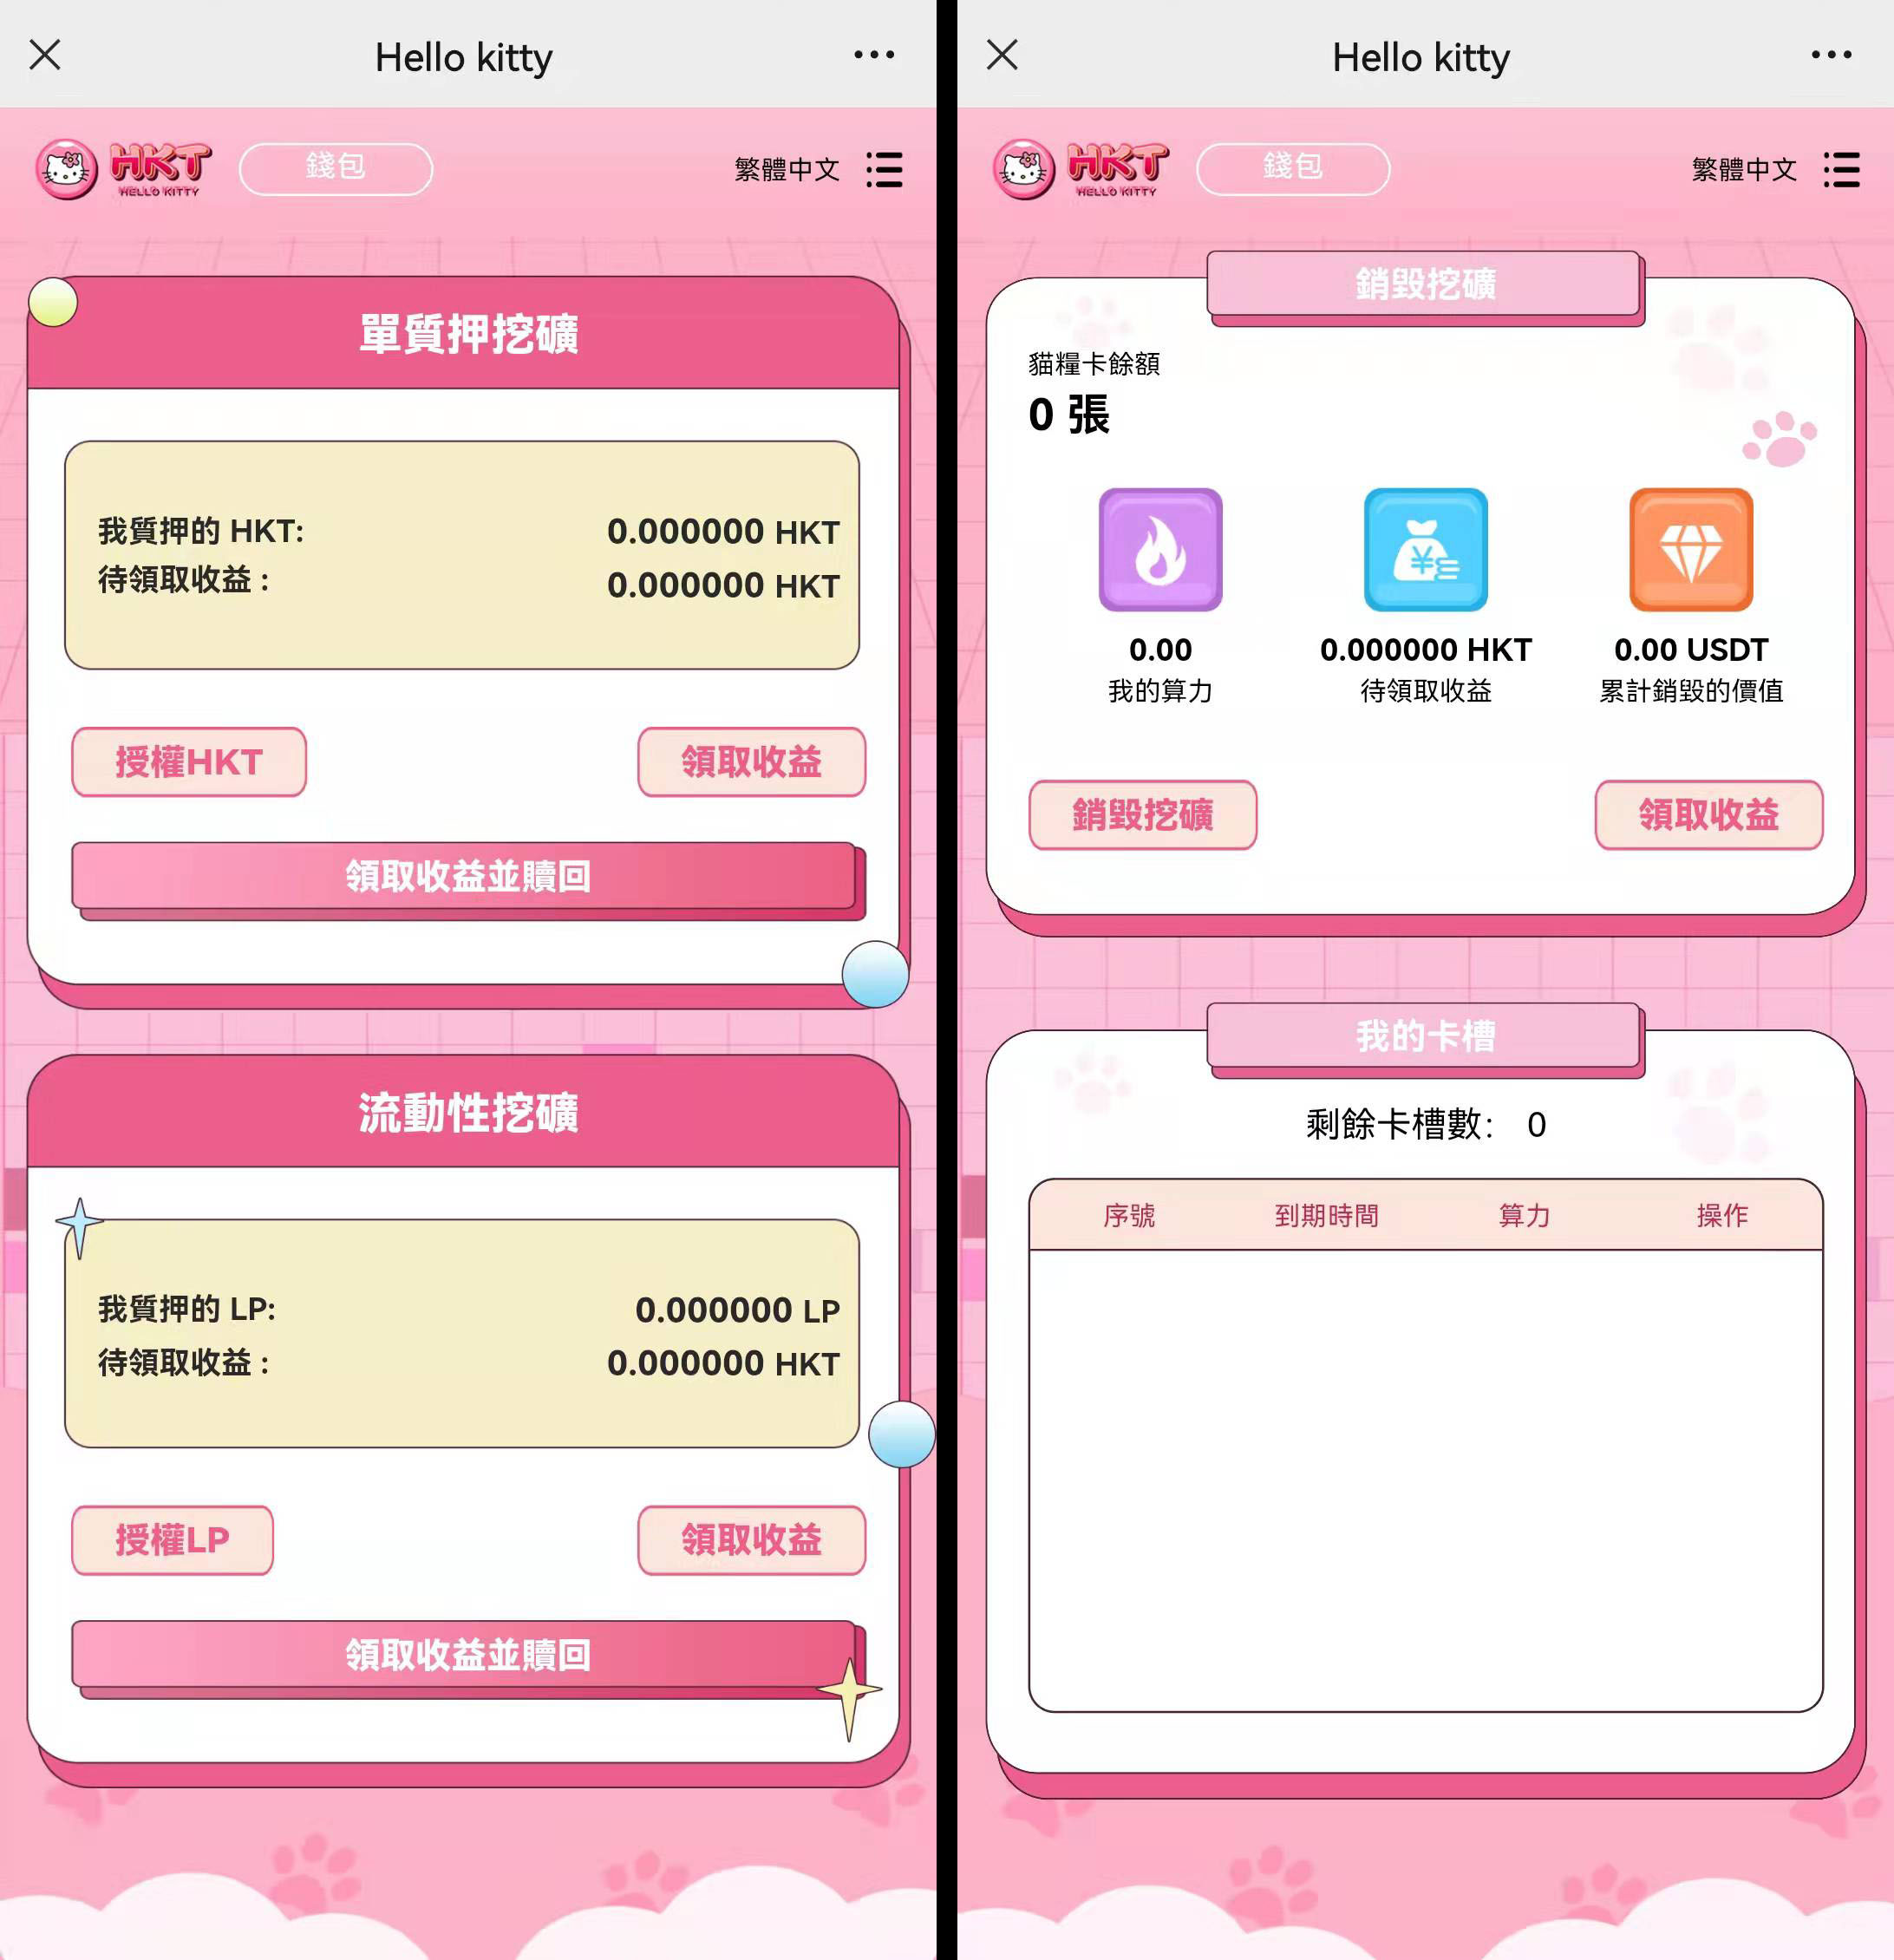 Hello kitty
HKT
HELLO KITTY
錢包
繁體中文
單質押挖礦
我質押的 HKT: 0.000000 HKT
待領取收益 : 0.000000 HKT
授權HKT 領取收益
領取收益並贖回
流動性挖礦
我質押的 LP: 0.000000 LP
待領取收益 : 0.000000 HKT
授權LP 領取收益
領取收益並贖回
Hello kitty
HKT
HELLO KITTY
錢包
繁體中文
銷毀挖礦
貓糧卡餘額
0 張
0.00 0.000000 HKT 0.00 USDT
我的算力 待領取收益 累計銷毀的價值
銷毀挖礦 領取收益
我的卡槽
剩餘卡槽數： 0
序號 到期時間 算力 操作